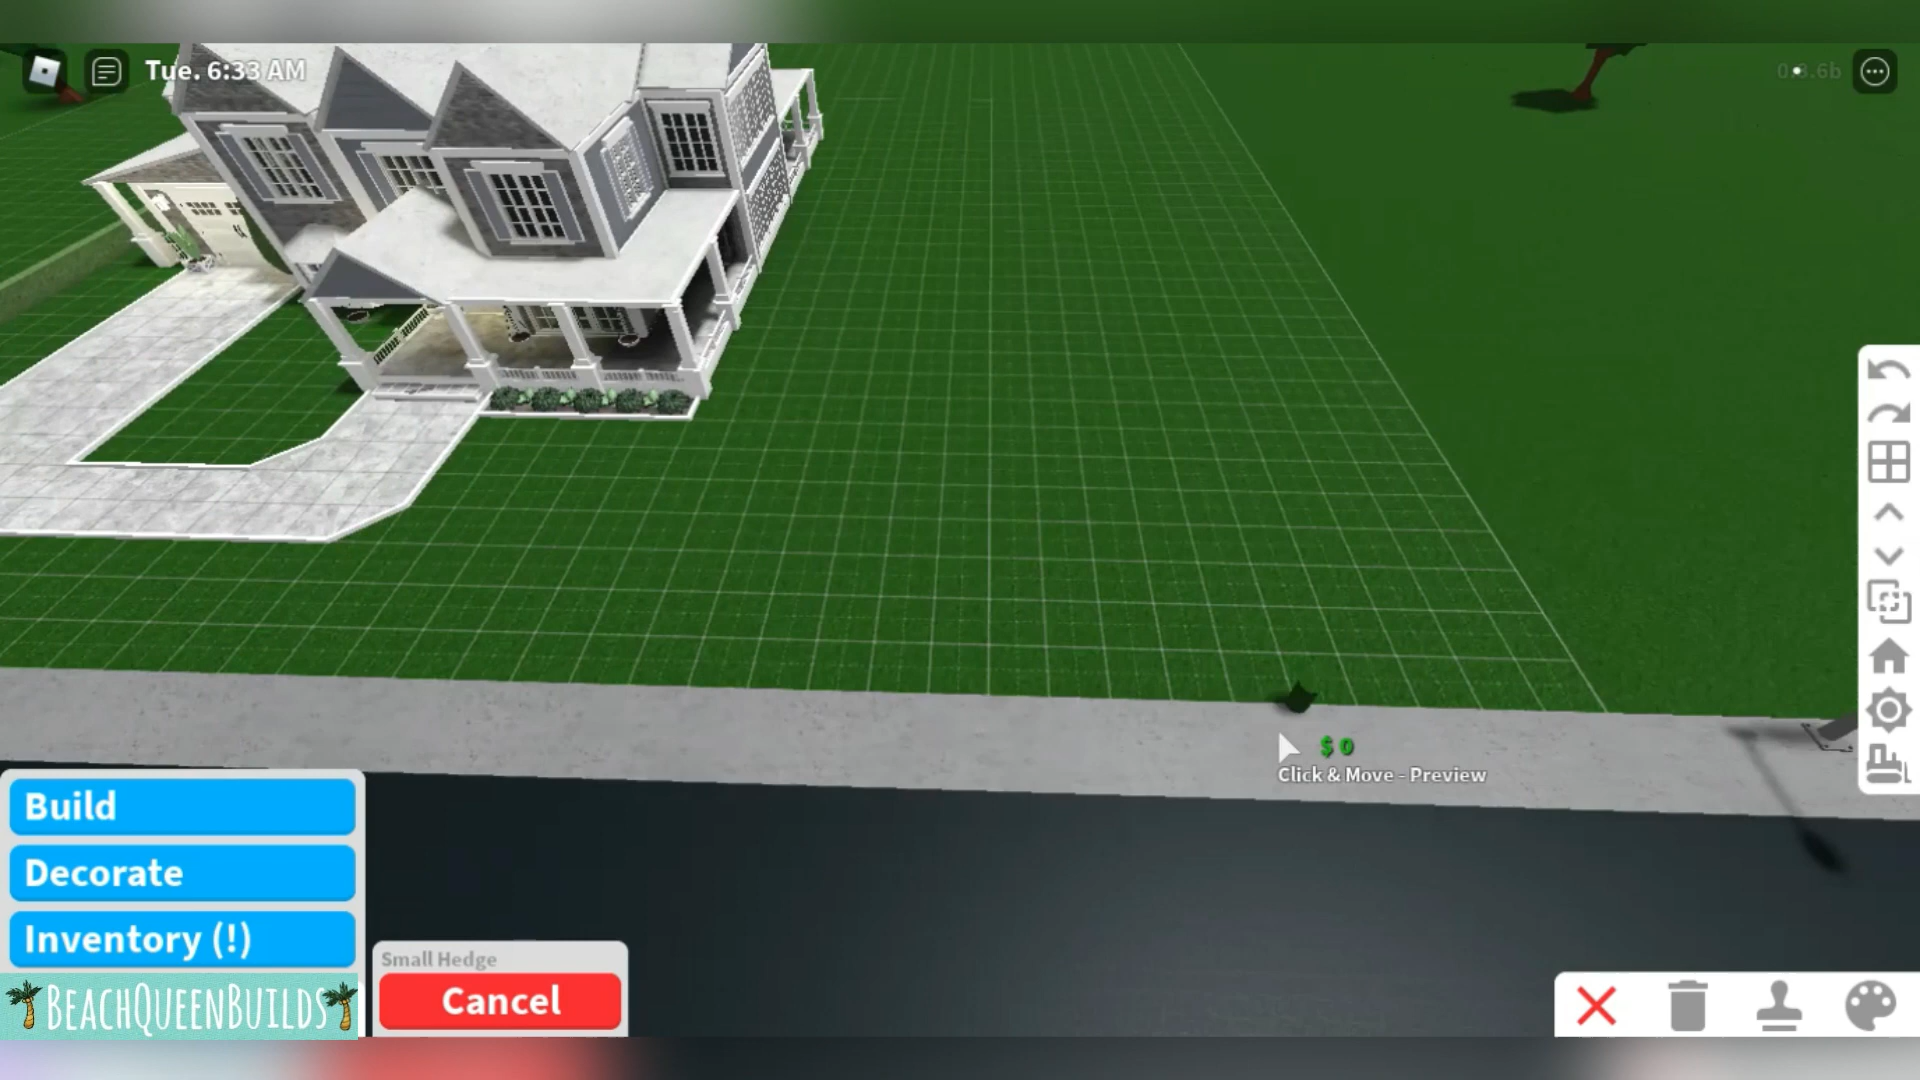 Tue. 6:33 AM
$ 0
Click & Move - Preview
Build
Decorate
Inventory (!)
BEACHQUEENBUILDS
Small Hedge
Cancel